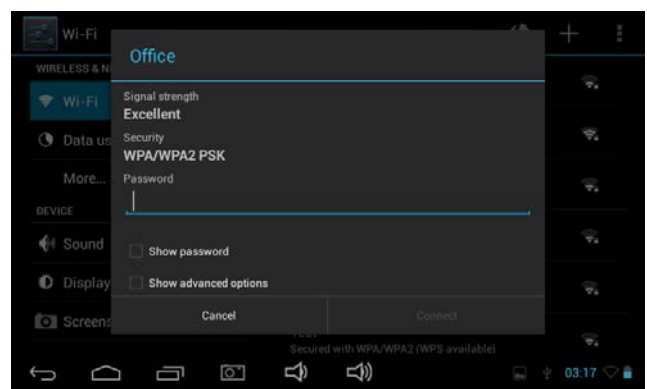 Wi-Fi
Office
WIRELESS & N
Signal strength
Excellent
Wi-Fi
Security
WPA/WPA2 PSK
Data us
Password
More...
DEVICE
Sound
Show password
Display
Show advanced options
Cancel
Connect
Screens
Secured with WPA/WPA2 (WPS available)
03:17